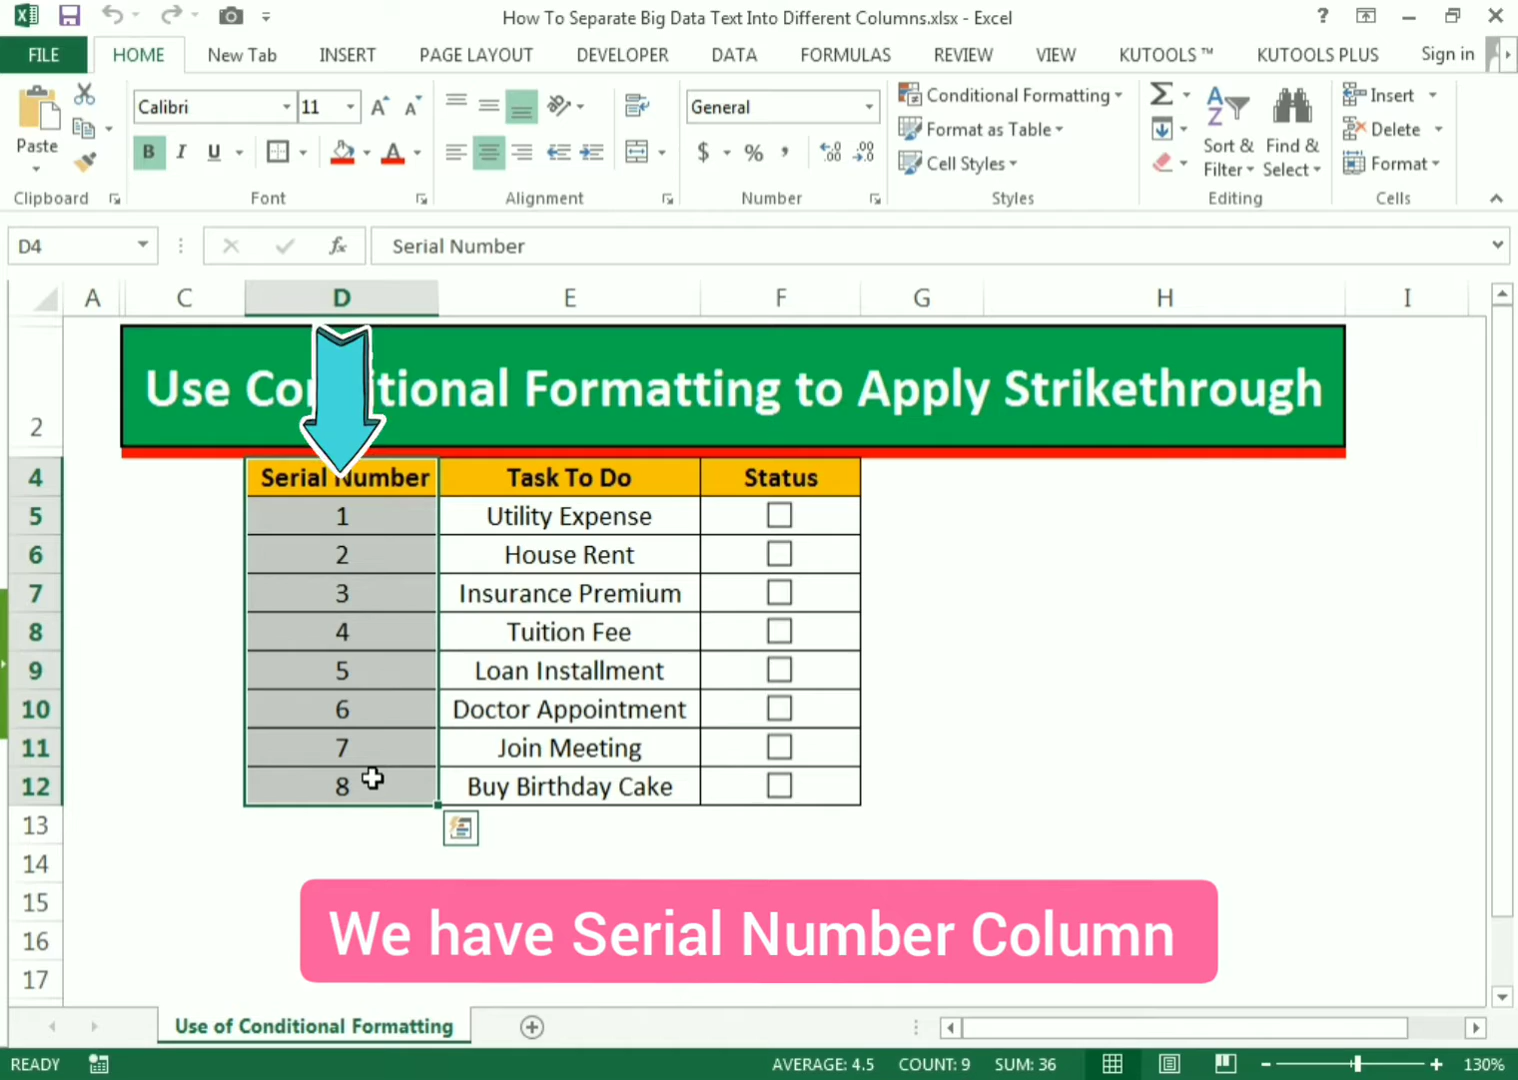 How To Separate Big Data Text Into Different Columns.xlsx - Excel
?
FILE HOME New Tab INSERT PAGE LAYOUT DEVELOPER DATA FORMULAS REVIEW VIEW KUTOOLS ™ KUTOOLS PLUS Sign in
Paste
Clipboard
Calibri 11
B I U
Font
Alignment
General
$ % ,
Number
Conditional Formatting
Format as Table
Cell Styles
Styles
Sort & Filter
Find & Select
Editing
Insert
Delete
Format
Cells
D4 fx Serial Number
A C D E F G H I
2 Use Conditional Formatting to Apply Strikethrough
4 Serial Number Task To Do Status
5 1 Utility Expense
6 2 House Rent
7 3 Insurance Premium
8 4 Tuition Fee
9 5 Loan Installment
10 6 Doctor Appointment
11 7 Join Meeting
12 8 Buy Birthday Cake
13
14
15
16
17
We have Serial Number Column
Use of Conditional Formatting
READY AVERAGE: 4.5 COUNT: 9 SUM: 36 130%